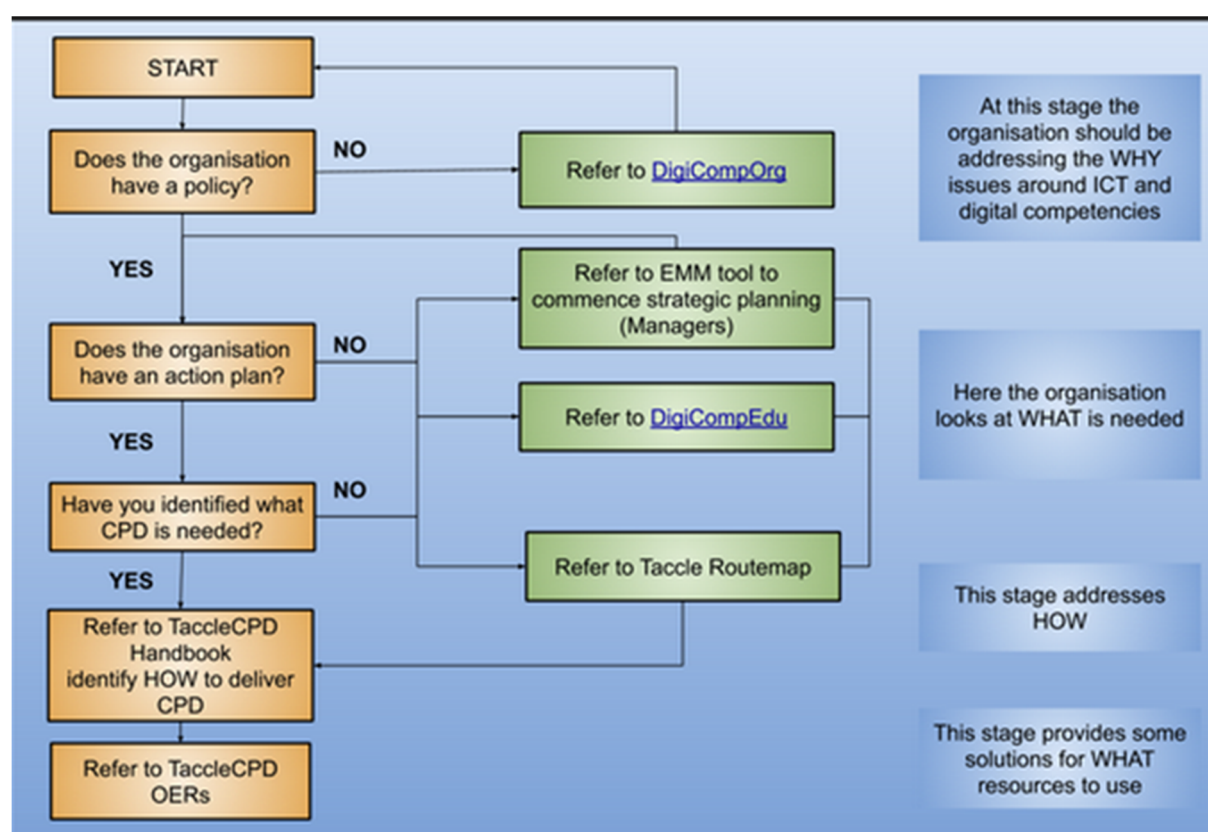 START
Does the organisation
have a policy?
NO
Refer to DigiCompOrg
At this stage the
organisation should be
addressing the WHY
issues around ICT and
digital competencies
YES
Refer to EMM tool to
commence strategic planning
(Managers)
Does the organisation
have an action plan?
NO
Refer to DigiCompEdu
Here the organisation
looks at WHAT is needed
YES
Have you identified what
CPD is needed?
NO
Refer to Taccle Routemap
YES
This stage addresses
HOW
Refer to TaccleCPD
Handbook
identify HOW to deliver
CPD
Refer to TaccleCPD
OERs
This stage provides some
solutions for WHAT
resources to use